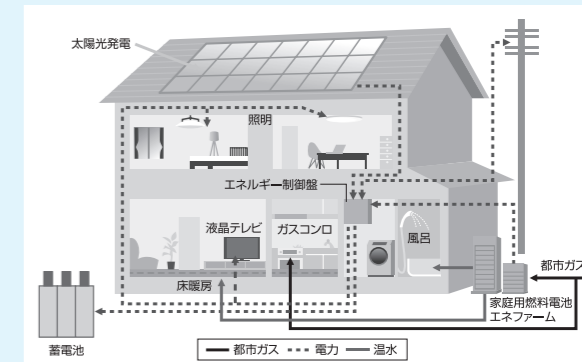 太陽光発電
照明
エネルギー制御盤
液晶テレビ
ガスコンロ
風呂
都市ガス
床暖房
家庭用燃料電池
エネファーム
蓄電池
都市ガス 電力 温水